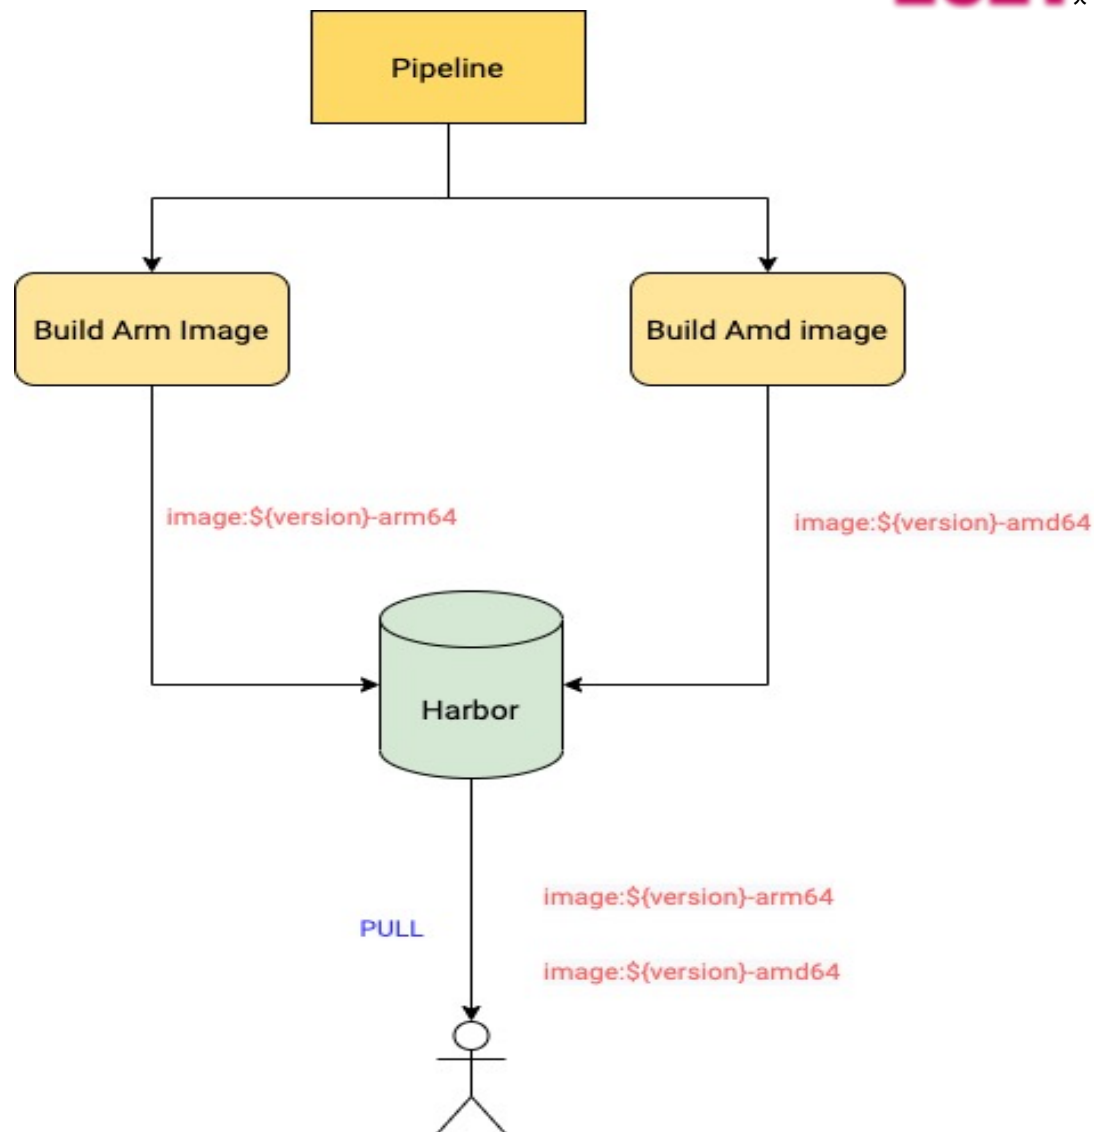 Pipeline
Build Arm Image
Build Amd image
image:${version}-arm64
image:${version}-amd64
Harbor
image:${version}-arm64
PULL
image:${version}-amd64